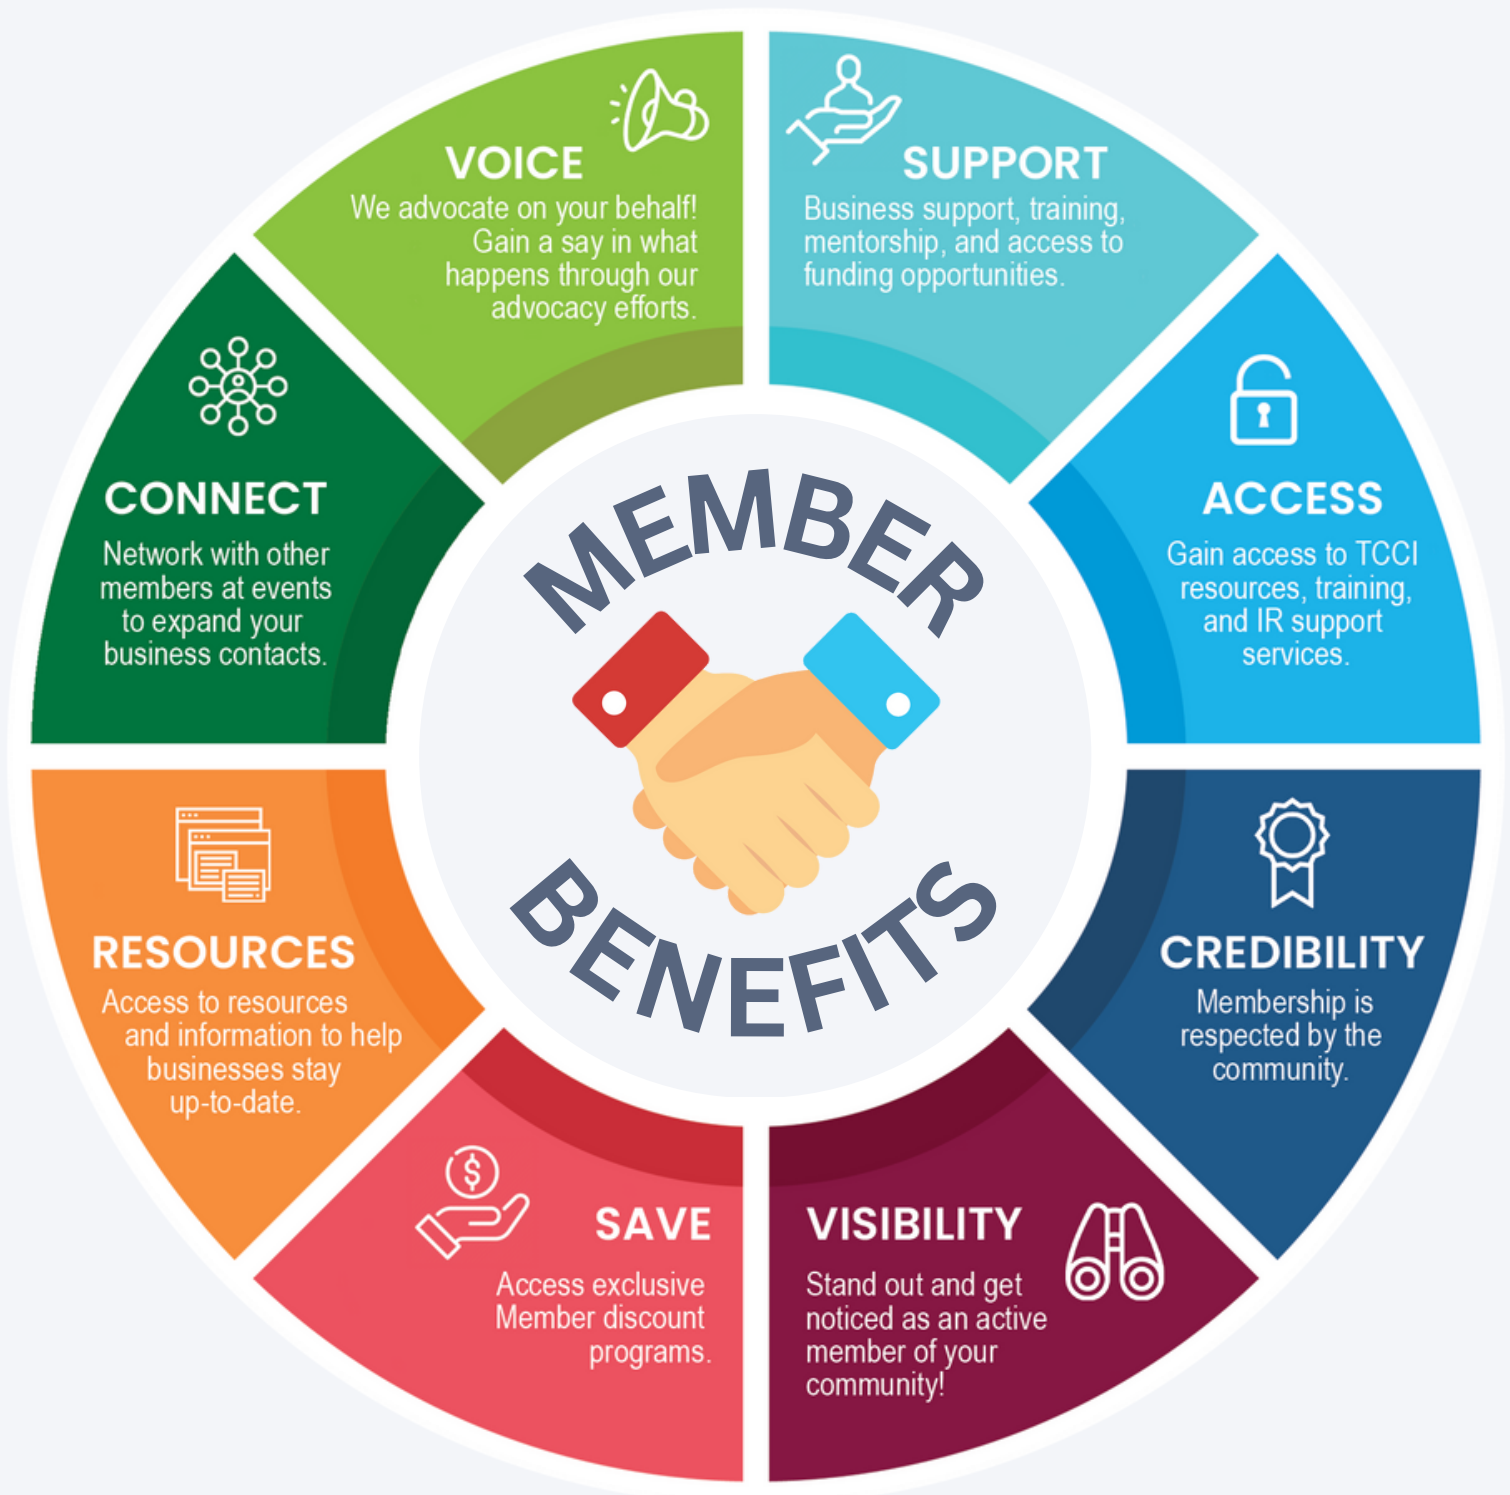 VOICE
We advocate on your behalf!
Gain a say in what
happens through our
advocacy efforts.
SUPPORT
Business support, training,
mentorship, and access to
funding opportunities.
ACCESS
Gain access to TCCI
resources, training,
and IR support
services.
CREDIBILITY
Membership is
respected by the
community.
VISIBILITY
Stand out and get
noticed as an active
member of your
community!
SAVE
Access exclusive
Member discount
programs.
RESOURCES
Access to resources
and information to help
businesses stay
up-to-date.
CONNECT
Network with other
members at events
to expand your
business contacts.
MEMBER
BENEFITS
$